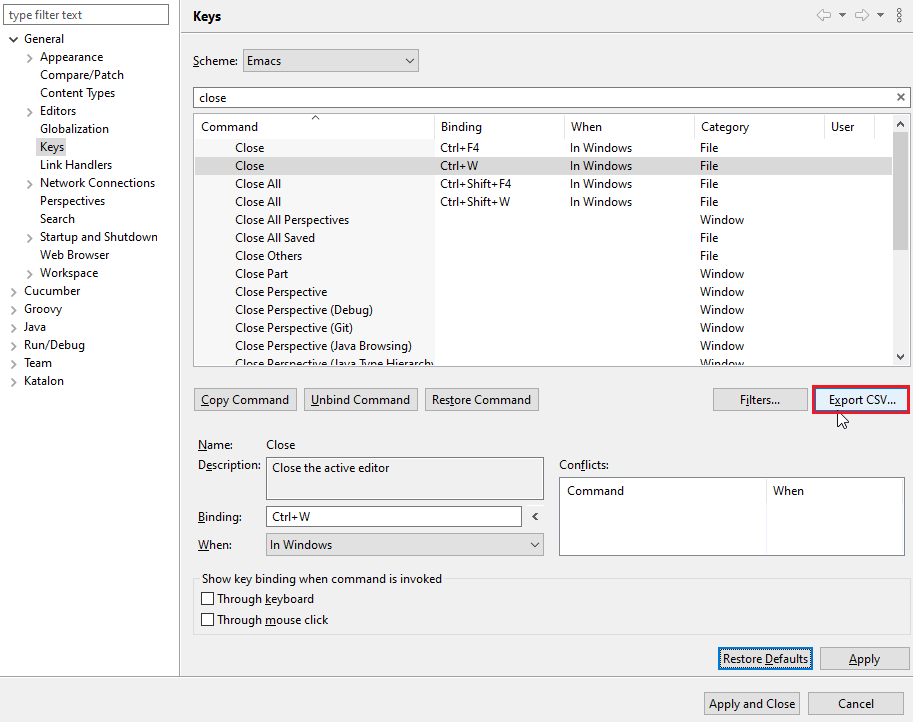 type filter text
General
Appearance
Compare/Patch
Content Types
Editors
Globalization
Keys
Link Handlers
Network Connections
Perspectives
Search
Startup and Shutdown
Web Browser
Workspace
Cucumber
Groovy
Java
Run/Debug
Team
Katalon
Keys
Scheme: Emacs
close
Command Binding When Category User
Close Ctrl+F4 In Windows File
Close Ctrl+W In Windows File
Close All Ctrl+Shift+F4 In Windows File
Close All Ctrl+Shift+W In Windows File
Close All Perspectives Window
Close All Saved File
Close Others File
Close Part Window
Close Perspective Window
Close Perspective (Debug) Window
Close Perspective (Git) Window
Close Perspective (Java Browsing) Window
Close Perspective (Java Type Hierarchy Window
Copy Command Unbind Command Restore Command Filters... Export CSV...
Name: Close
Description: Close the active editor
Binding: Ctrl+W <
When: In Windows
Conflicts:
Command When
Show key binding when command is invoked
Through keyboard
Through mouse click
Restore Defaults Apply
Apply and Close Cancel